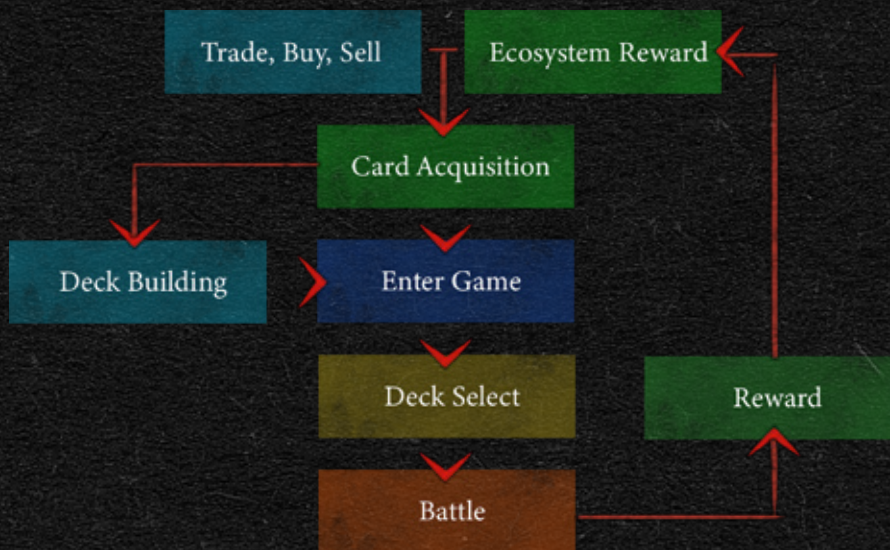 Trade, Buy, Sell
Ecosystem Reward
Card Acquisition
Deck Building
Enter Game
Deck Select
Reward
Battle